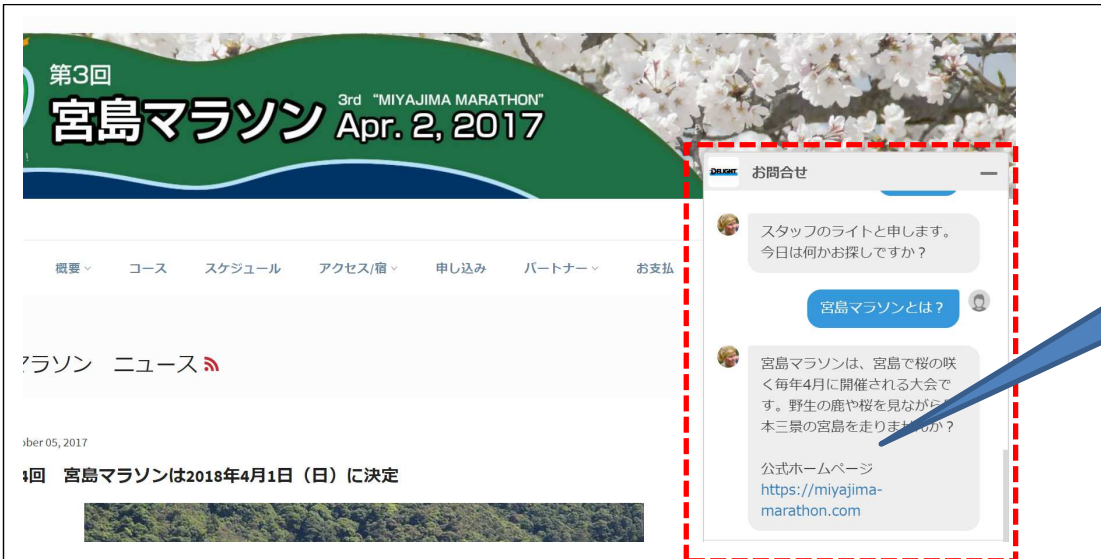 第3回
宮島マラソン
3rd "MIYAJIMA MARATHON"
Apr. 2, 2017
概要
コース
スケジュール
アクセス/宿
申し込み
パートナー
お支払
マラソン ニュース
ober 05, 2017
4回 宮島マラソンは2018年4月1日（日）に決定
DELIGHT
お問合せ
スタッフのライトと申します。
今日は何かお探しですか？
宮島マラソンとは？
宮島マラソンは、宮島で桜の咲
く毎年4月に開催される大会で
す。野生の鹿や桜を見ながら
本三景の宮島を走りませんか？
公式ホームページ
https://miyajima-
marathon.com